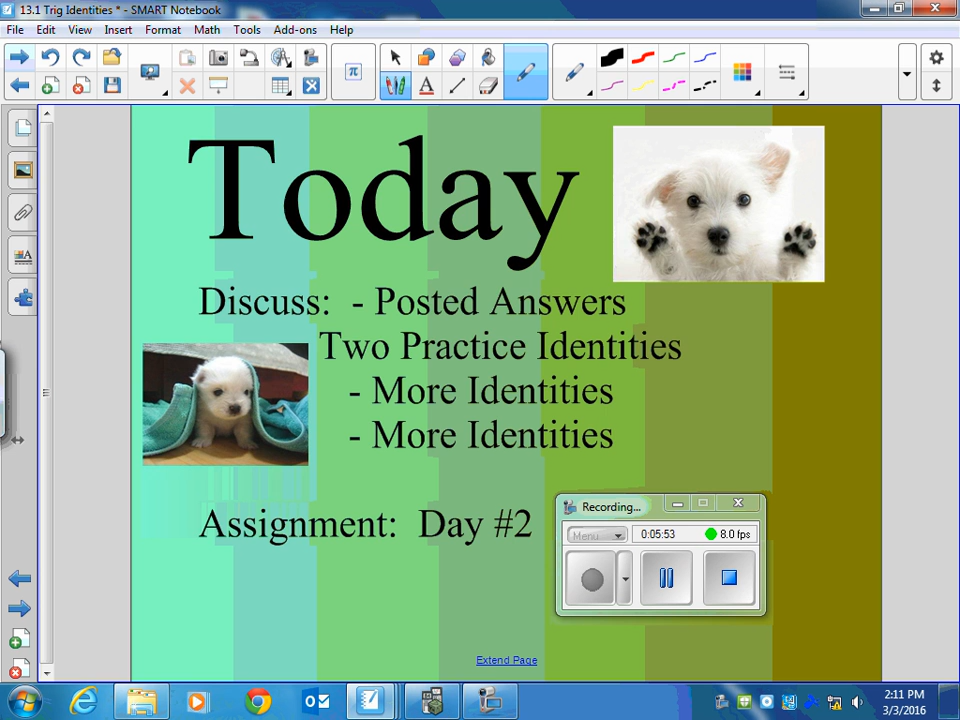 13.1 Trig Identities * - SMART Notebook
File Edit View Insert Format Math Tools Add-ons Help
π
A
A
Today
Discuss: - Posted Answers
Two Practice Identities
- More Identities
- More Identities
Assignment: Day #2
Recording...
Menu
0:05:53
8.0 fps
Extend Page
2:11 PM
3/3/2016